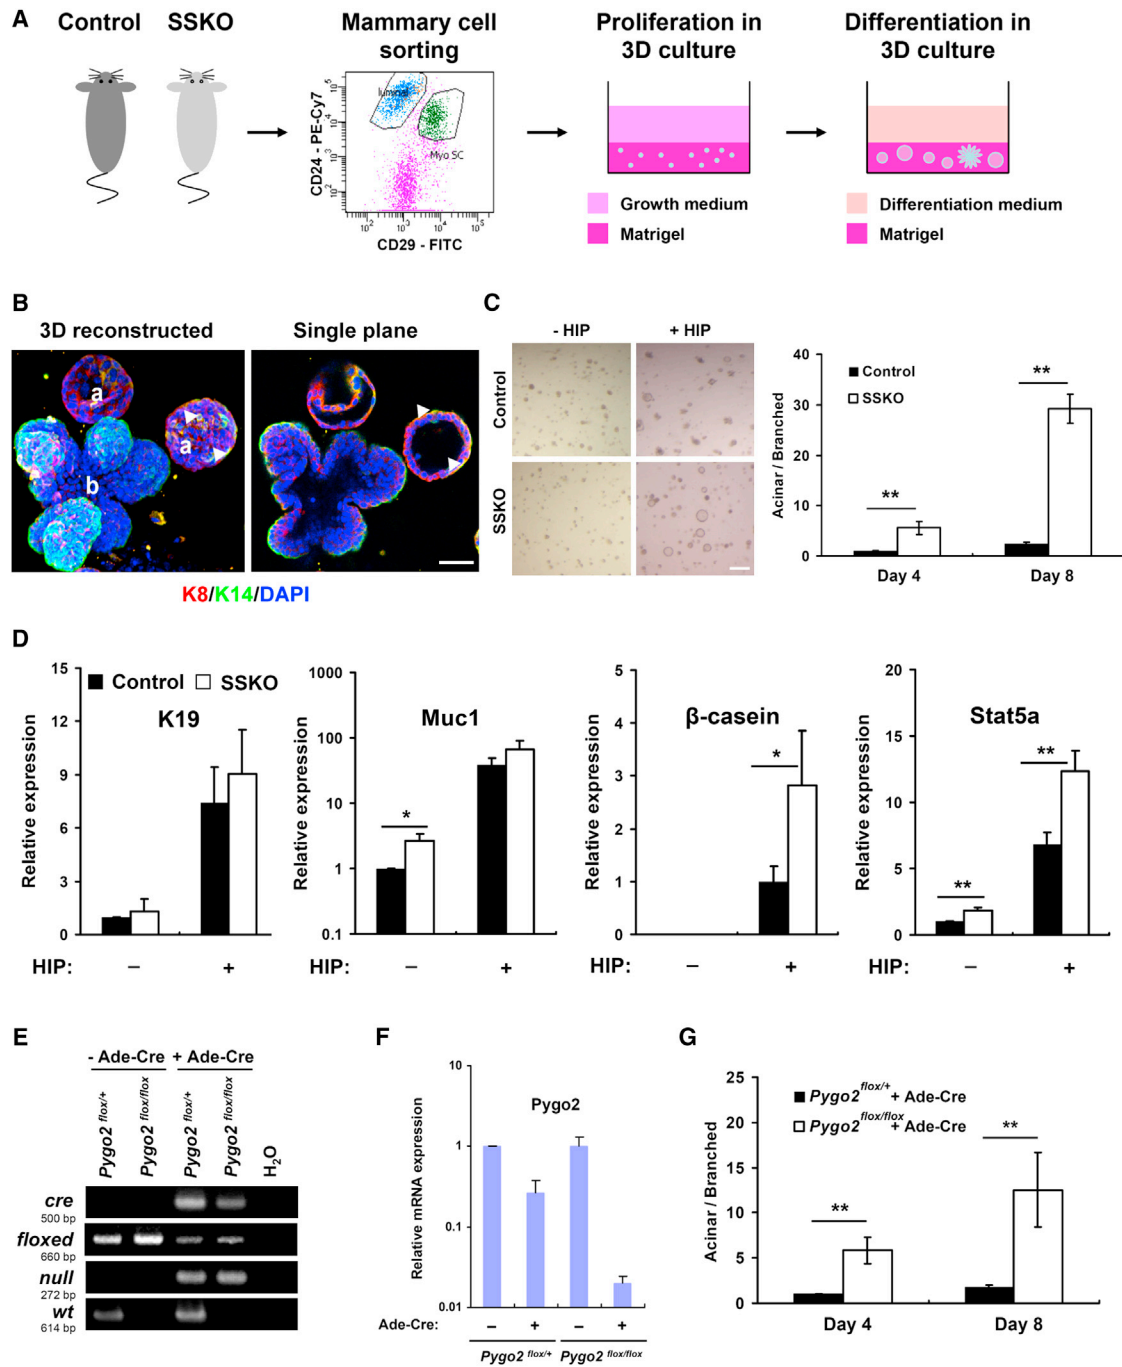 A
Control SSKO
Mammary cell
sorting
Proliferation in
3D culture
Differentiation in
3D culture
CD24 - PE-Cy7
10⁵
10⁴
10³
10²
luminal
Myo SC
10² 10³ 10⁴ 10⁵
CD29 - FITC
Growth medium
Matrigel
Differentiation medium
Matrigel
B
3D reconstructed
Single plane
a
a
b
K8/K14/DAPI
C
- HIP
+ HIP
Control
SSKO
Acinar / Branched
40
30
20
10
0
Control
SSKO
**
**
Day 4
Day 8
D
Relative expression
15
12
9
6
3
0
Control SSKO
K19
HIP: – +
Relative expression
1000
100
10
1
0.1
Muc1
*
HIP: – +
Relative expression
5
4
3
2
1
0
β-casein
*
HIP: – +
Relative expression
20
15
10
5
0
Stat5a
**
**
HIP: – +
E
- Ade-Cre + Ade-Cre
Pygo2 flox/+
Pygo2 flox/flox
Pygo2 flox/+
Pygo2 flox/flox
H₂O
cre
500 bp
floxed
660 bp
null
272 bp
wt
614 bp
F
Relative mRNA expression
10
1
0.1
0.01
Pygo2
Ade-Cre: – + – +
Pygo2 flox/+ Pygo2 flox/flox
G
Acinar / Branched
25
20
15
10
5
0
Pygo2 flox/+ + Ade-Cre
Pygo2 flox/flox + Ade-Cre
**
**
Day 4
Day 8